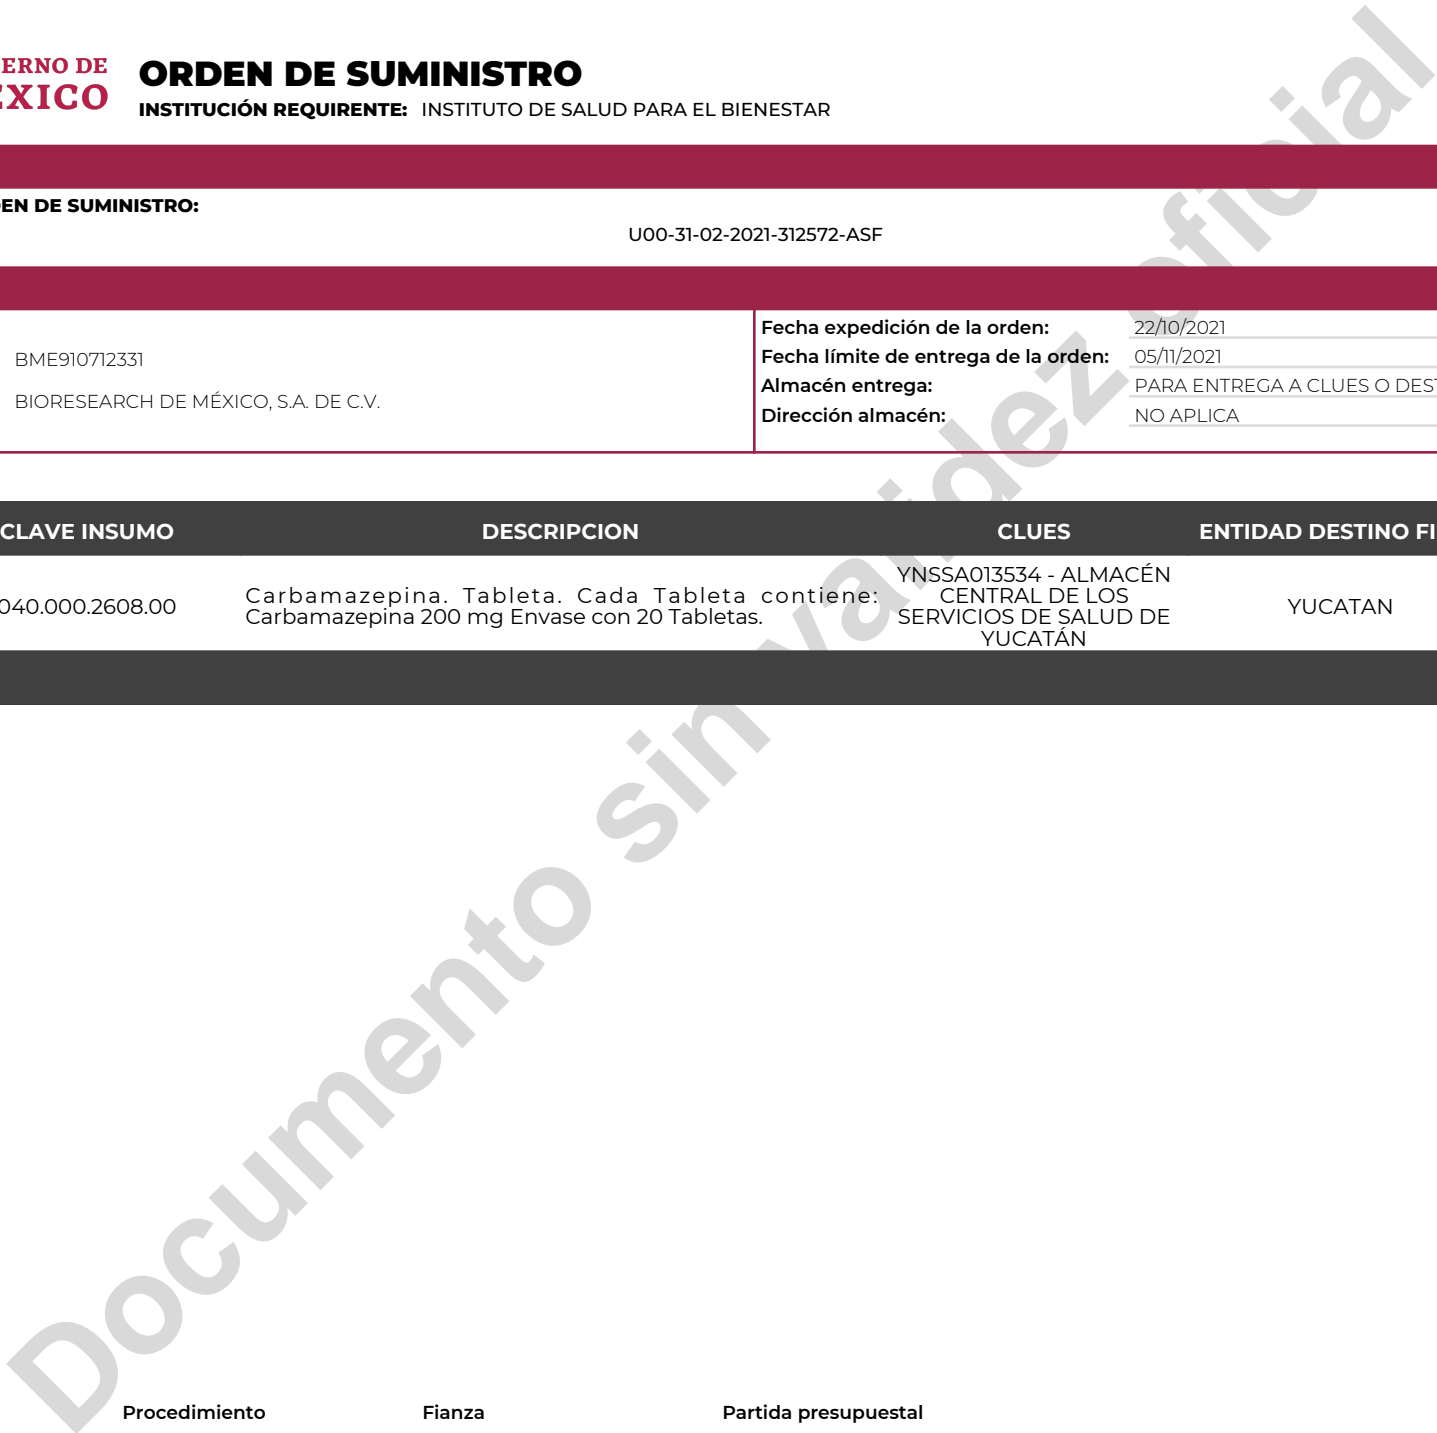 ERNO DE
ÉXICO
ORDEN DE SUMINISTRO
INSTITUCIÓN REQUIRENTE: INSTITUTO DE SALUD PARA EL BIENESTAR
EN DE SUMINISTRO:
U00-31-02-2021-312572-ASF
BME910712331
BIORESEARCH DE MÉXICO, S.A. DE C.V.
Fecha expedición de la orden: 22/10/2021
Fecha límite de entrega de la orden: 05/11/2021
Almacén entrega: PARA ENTREGA A CLUES O DEST
Dirección almacén: NO APLICA
CLAVE INSUMO DESCRIPCION CLUES ENTIDAD DESTINO FI
040.000.2608.00
Carbamazepina. Tableta. Cada Tableta contiene:
Carbamazepina 200 mg Envase con 20 Tabletas.
YNSSA013534 - ALMACÉN
CENTRAL DE LOS
SERVICIOS DE SALUD DE
YUCATÁN
YUCATAN
Documento sin validez oficial
Procedimiento Fianza Partida presupuestal